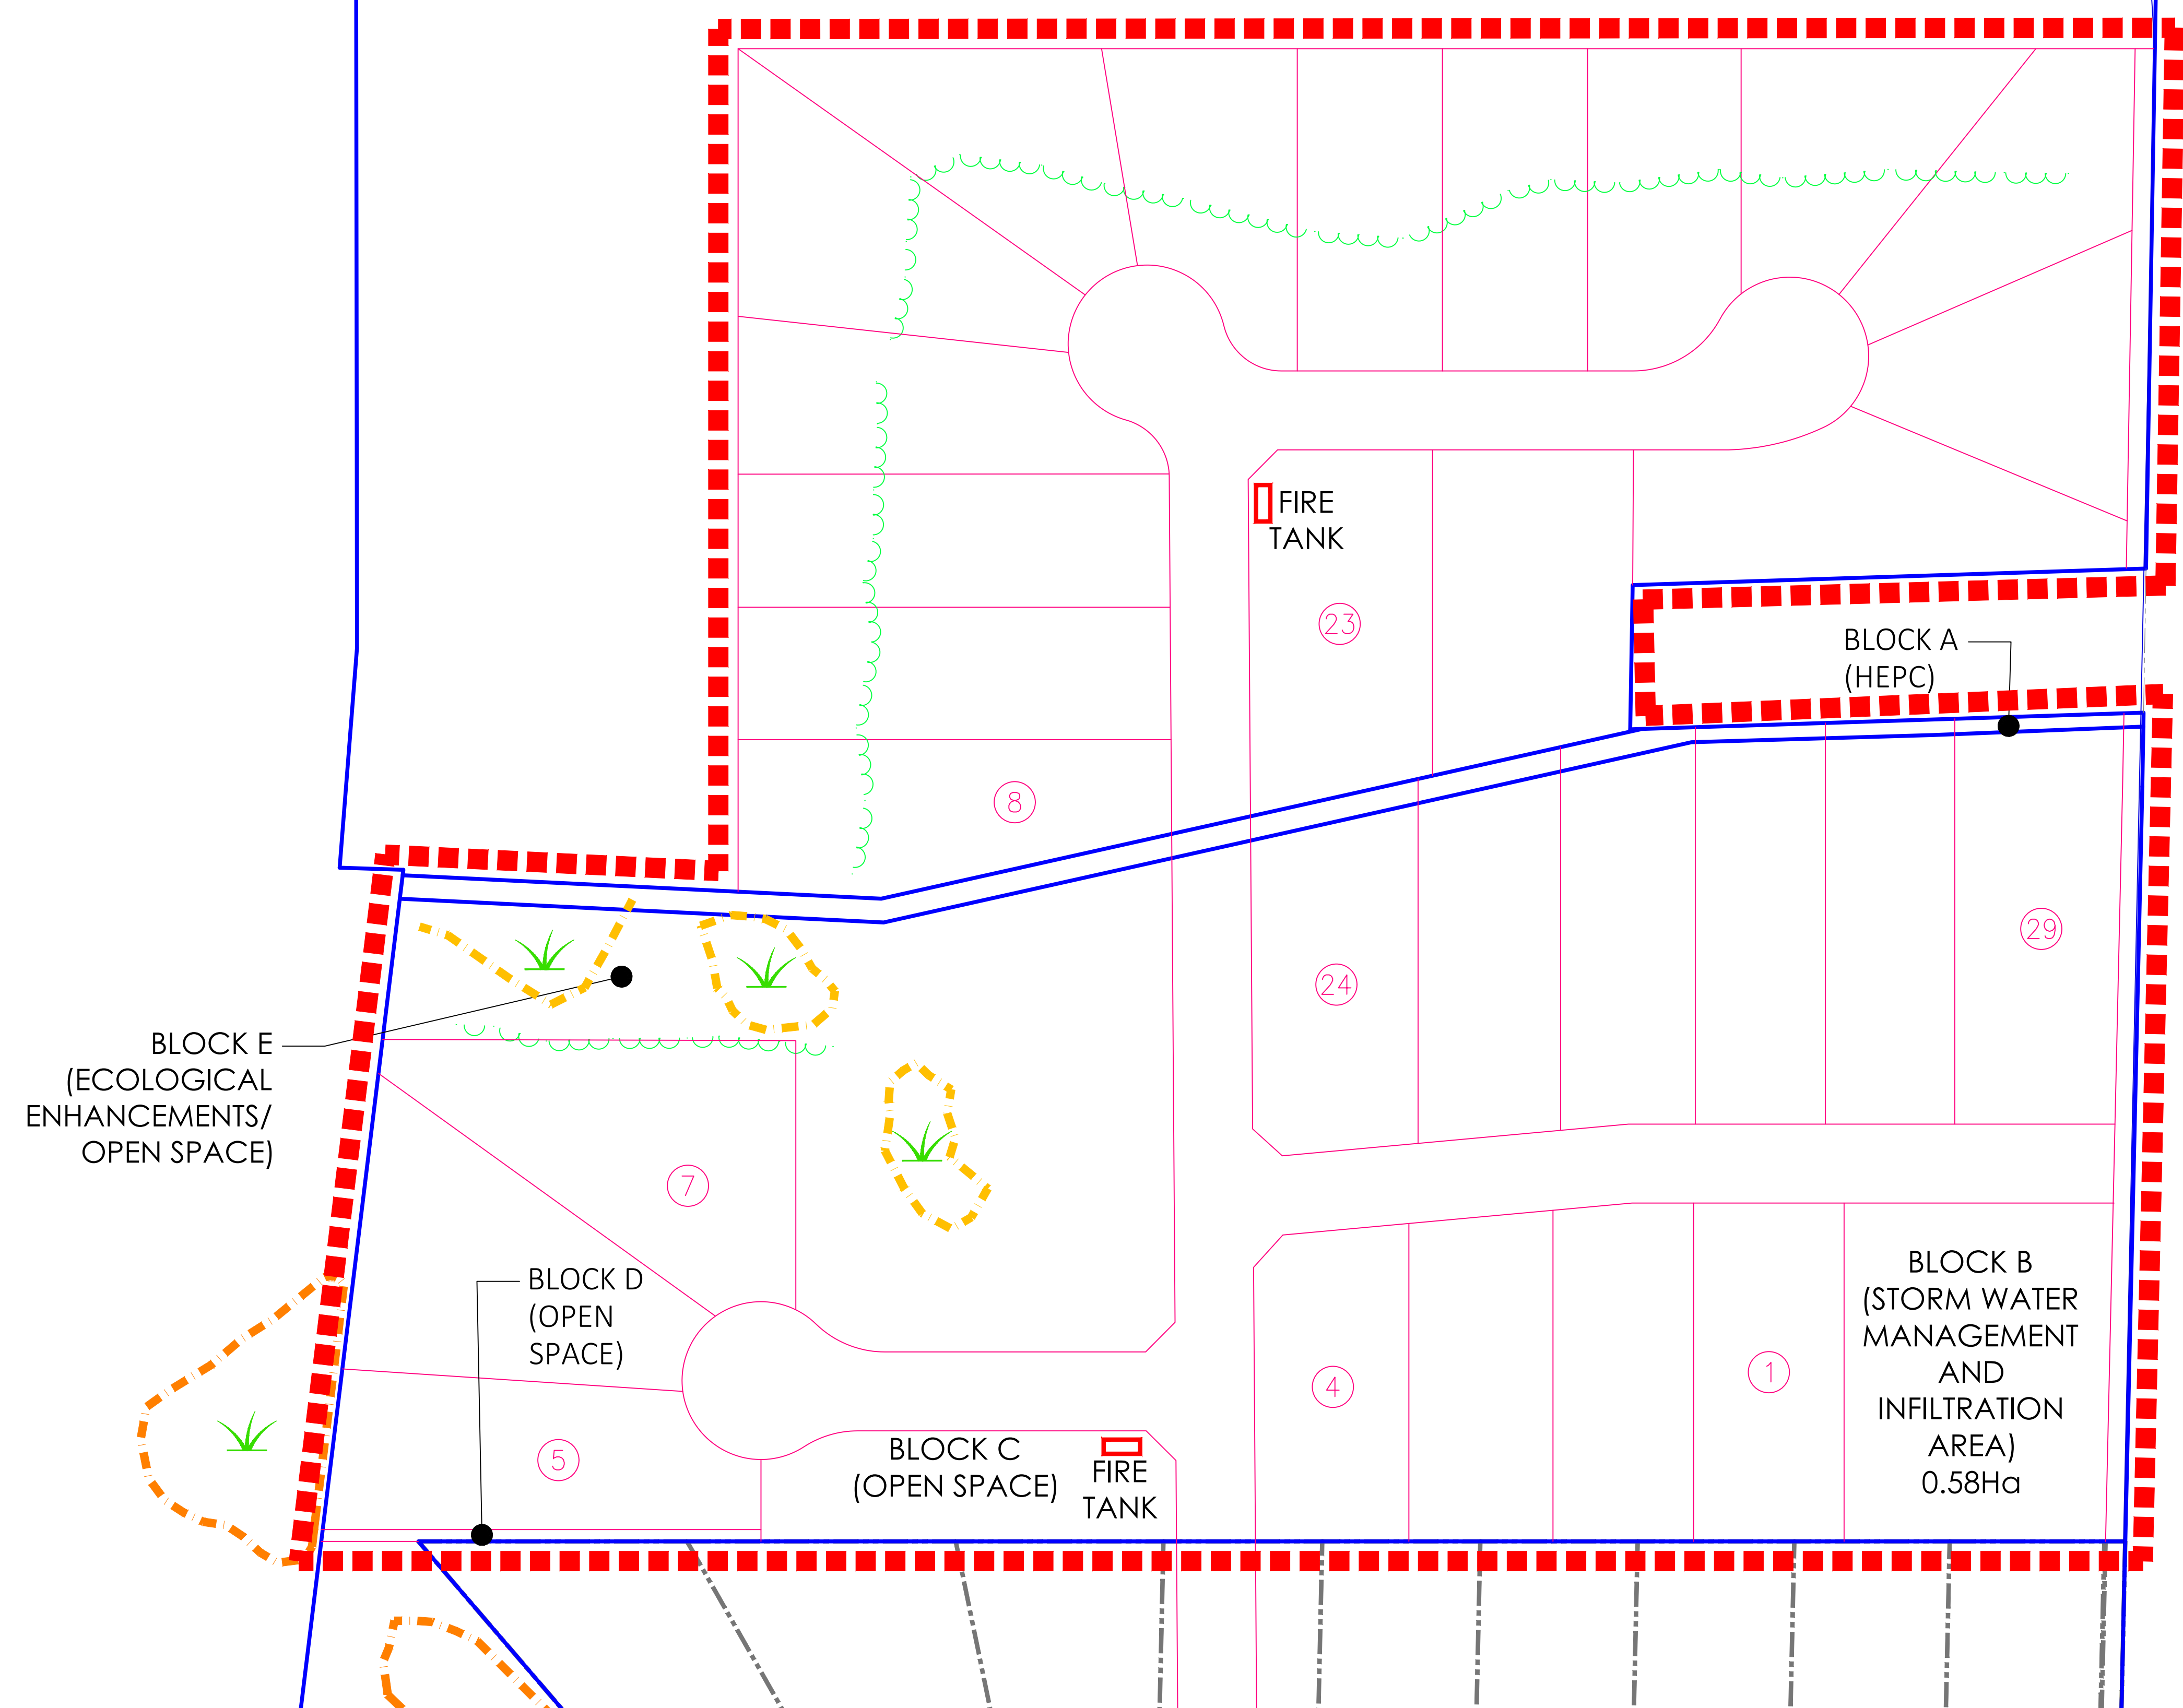 FIRE
TANK
23
BLOCK A
(HEPC)
8
29
24
BLOCK E
(ECOLOGICAL
ENHANCEMENTS/
OPEN SPACE)
7
BLOCK D
(OPEN
SPACE)
BLOCK B
(STORM WATER
MANAGEMENT
AND
INFILTRATION
AREA)
0.58Ha
4
1
5
BLOCK C
(OPEN SPACE)
FIRE
TANK